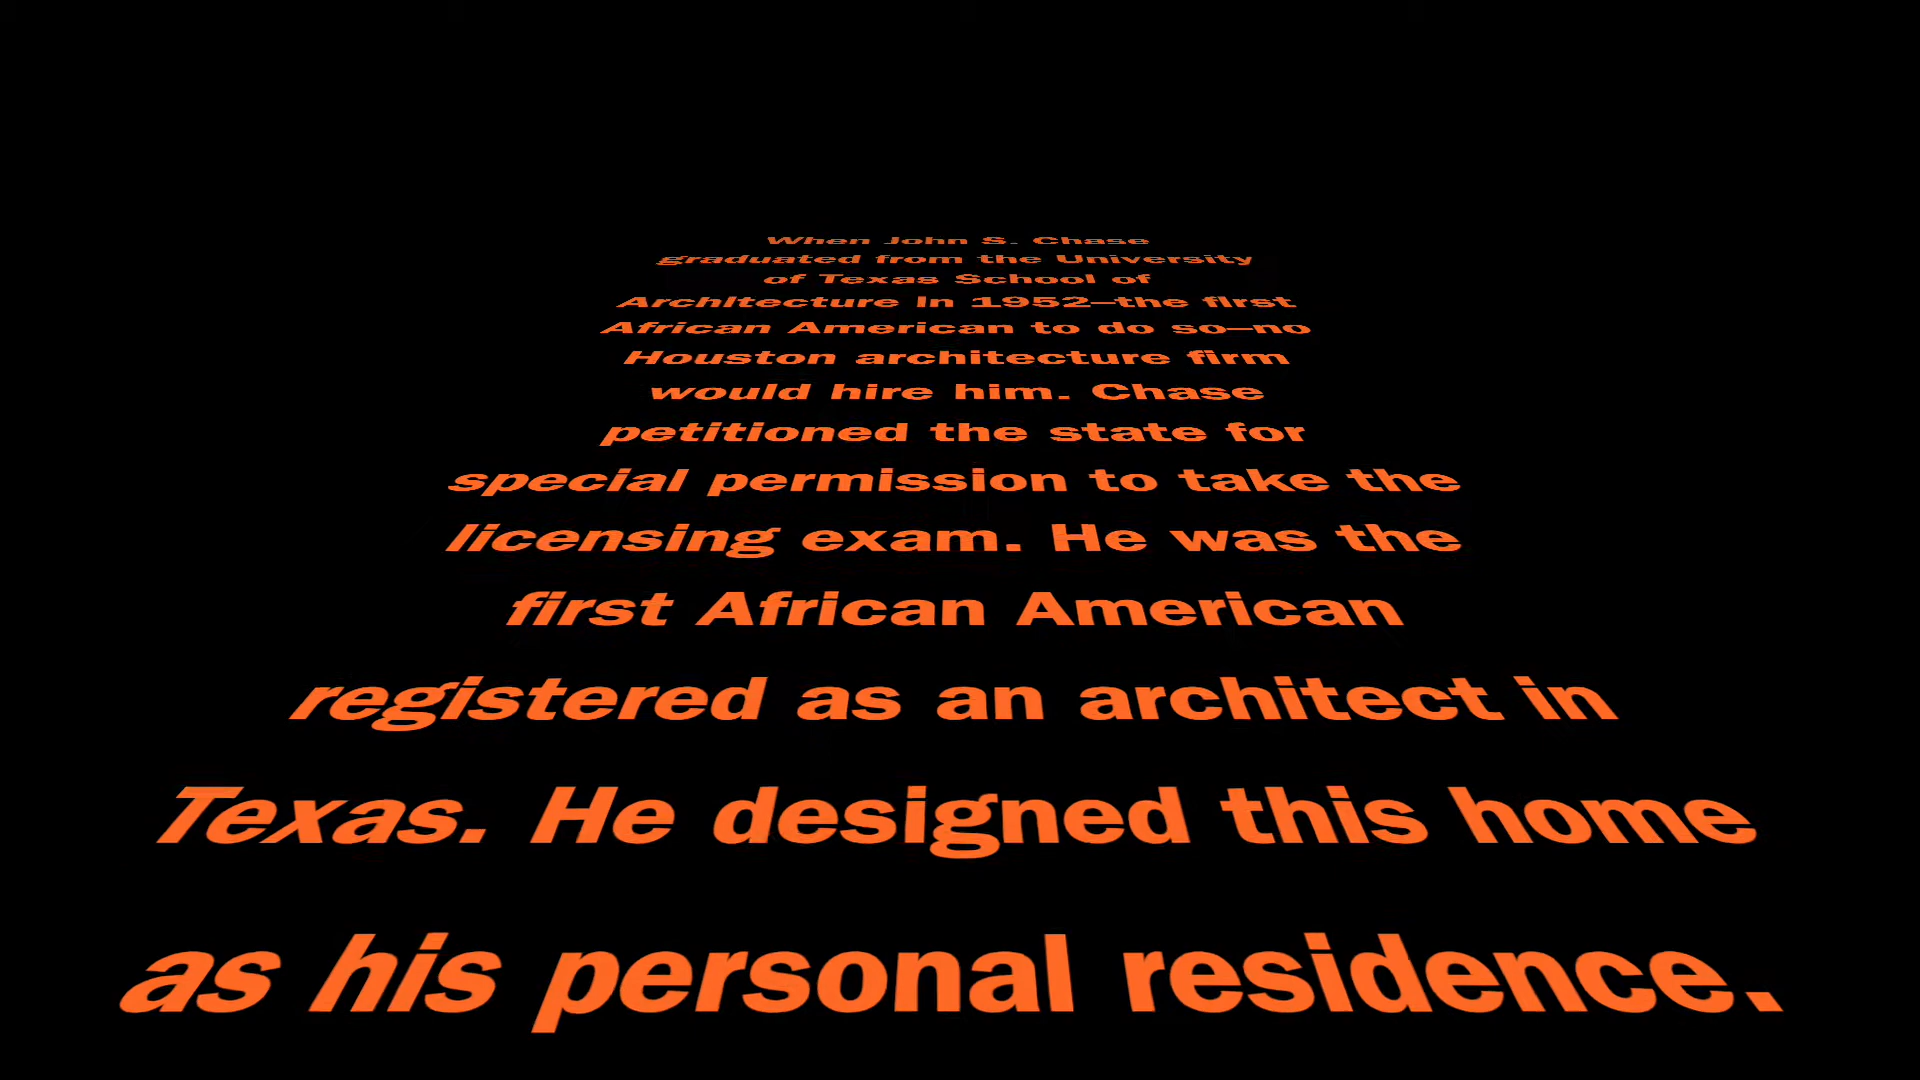 When John S. Chase
graduated from the University
of Texas School of
Architecture in 1952—the first
African American to do so—no
Houston architecture firm
would hire him. Chase
petitioned the state for
special permission to take the
licensing exam. He was the
first African American
registered as an architect in
Texas. He designed this home
as his personal residence.